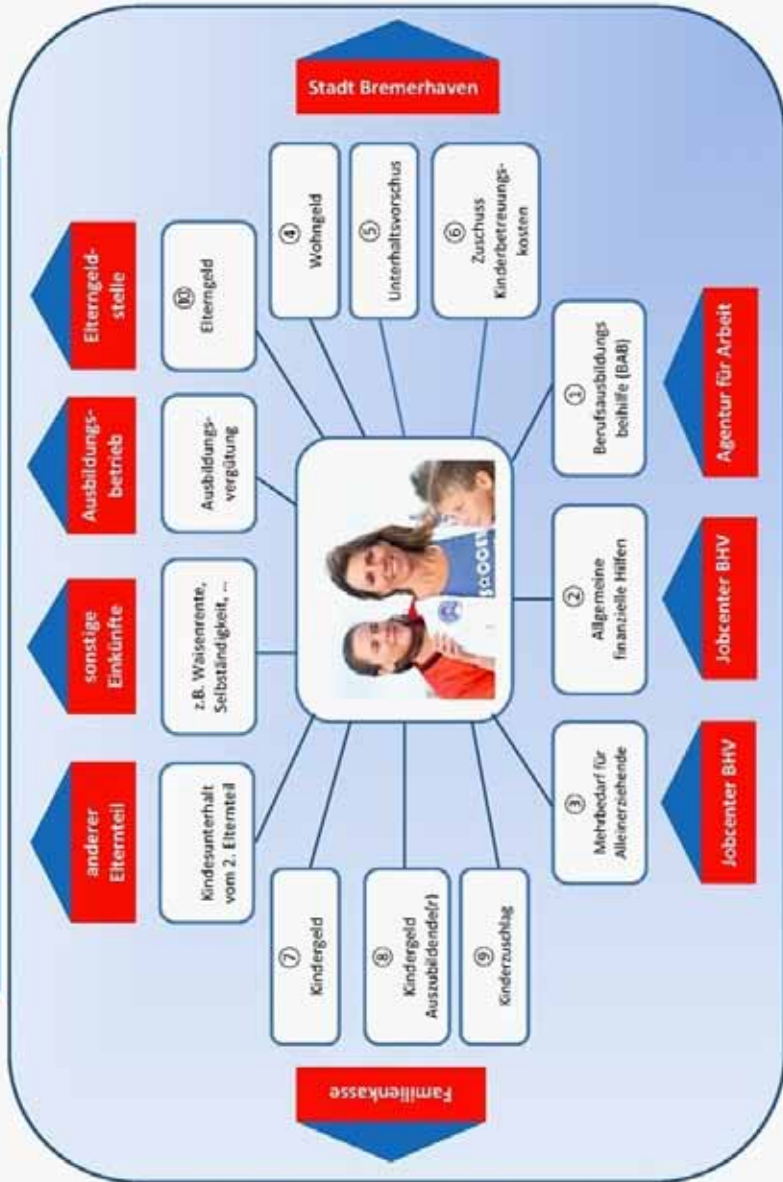 anderer
Elternteil
sonstige
Einkünfte
Ausbildungs-
betrieb
Elterngeld-
stelle
Kindesunterhalt
vom 2. Elternteil
z.B. Waisenrente,
Selbständigkeit, ...
Ausbildungs-
vergütung
⑩
Elterngeld
Familienkasse
⑦
Kindergeld
⑧
Kindergeld
Auszubildende(r)
⑨
Kinderzuschlag
④
Wohngeld
⑤
Unterhaltsvorschus
⑥
Zuschuss
Kinderbetreuungs-
kosten
Stadt Bremerhaven
③
Mehrbedarf für
Alleinerziehende
②
Allgemeine
finanzielle Hilfen
①
Berufsausbildungs
beihilfe (BAB)
Jobcenter BHV
Jobcenter BHV
Agentur für Arbeit